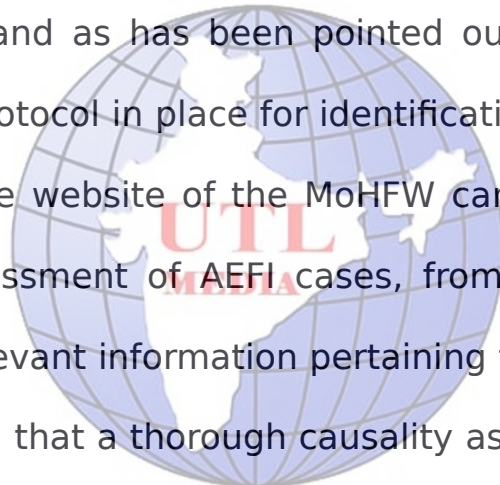 and as has been pointed ou
otocol in place for identificati
e website of the MoHFW can
UTL
ssment of AEFI cases, from
MEDIA
evant information pertaining
that a thorough causality as